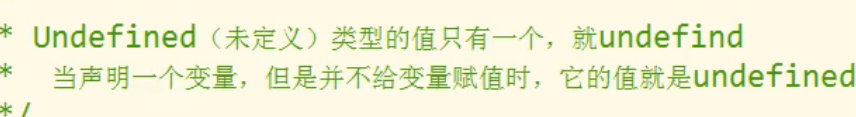 * Undefined（未定义）类型的值只有一个，就undefind
* 当声明一个变量，但是并不给变量赋值时，它的值就是undefined
*/